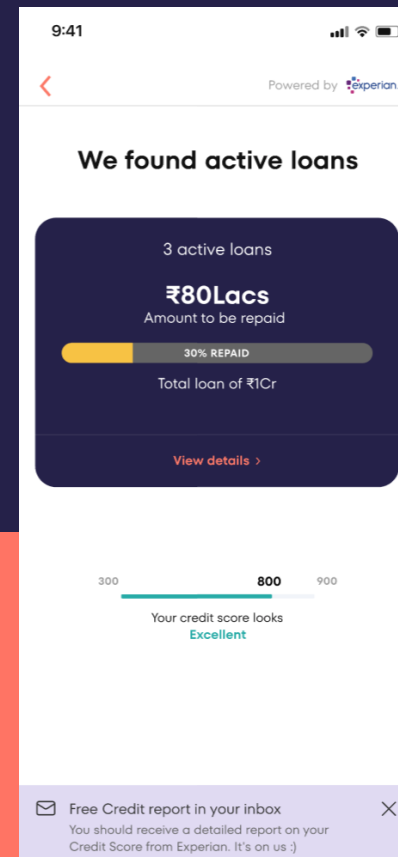 9:41
Powered by experian.
We found active loans
3 active loans
₹80Lacs
Amount to be repaid
30% REPAID
Total loan of ₹1Cr
View details >
300 800 900
Your credit score looks
Excellent
Free Credit report in your inbox
You should receive a detailed report on your
Credit Score from Experian. It's on us :)